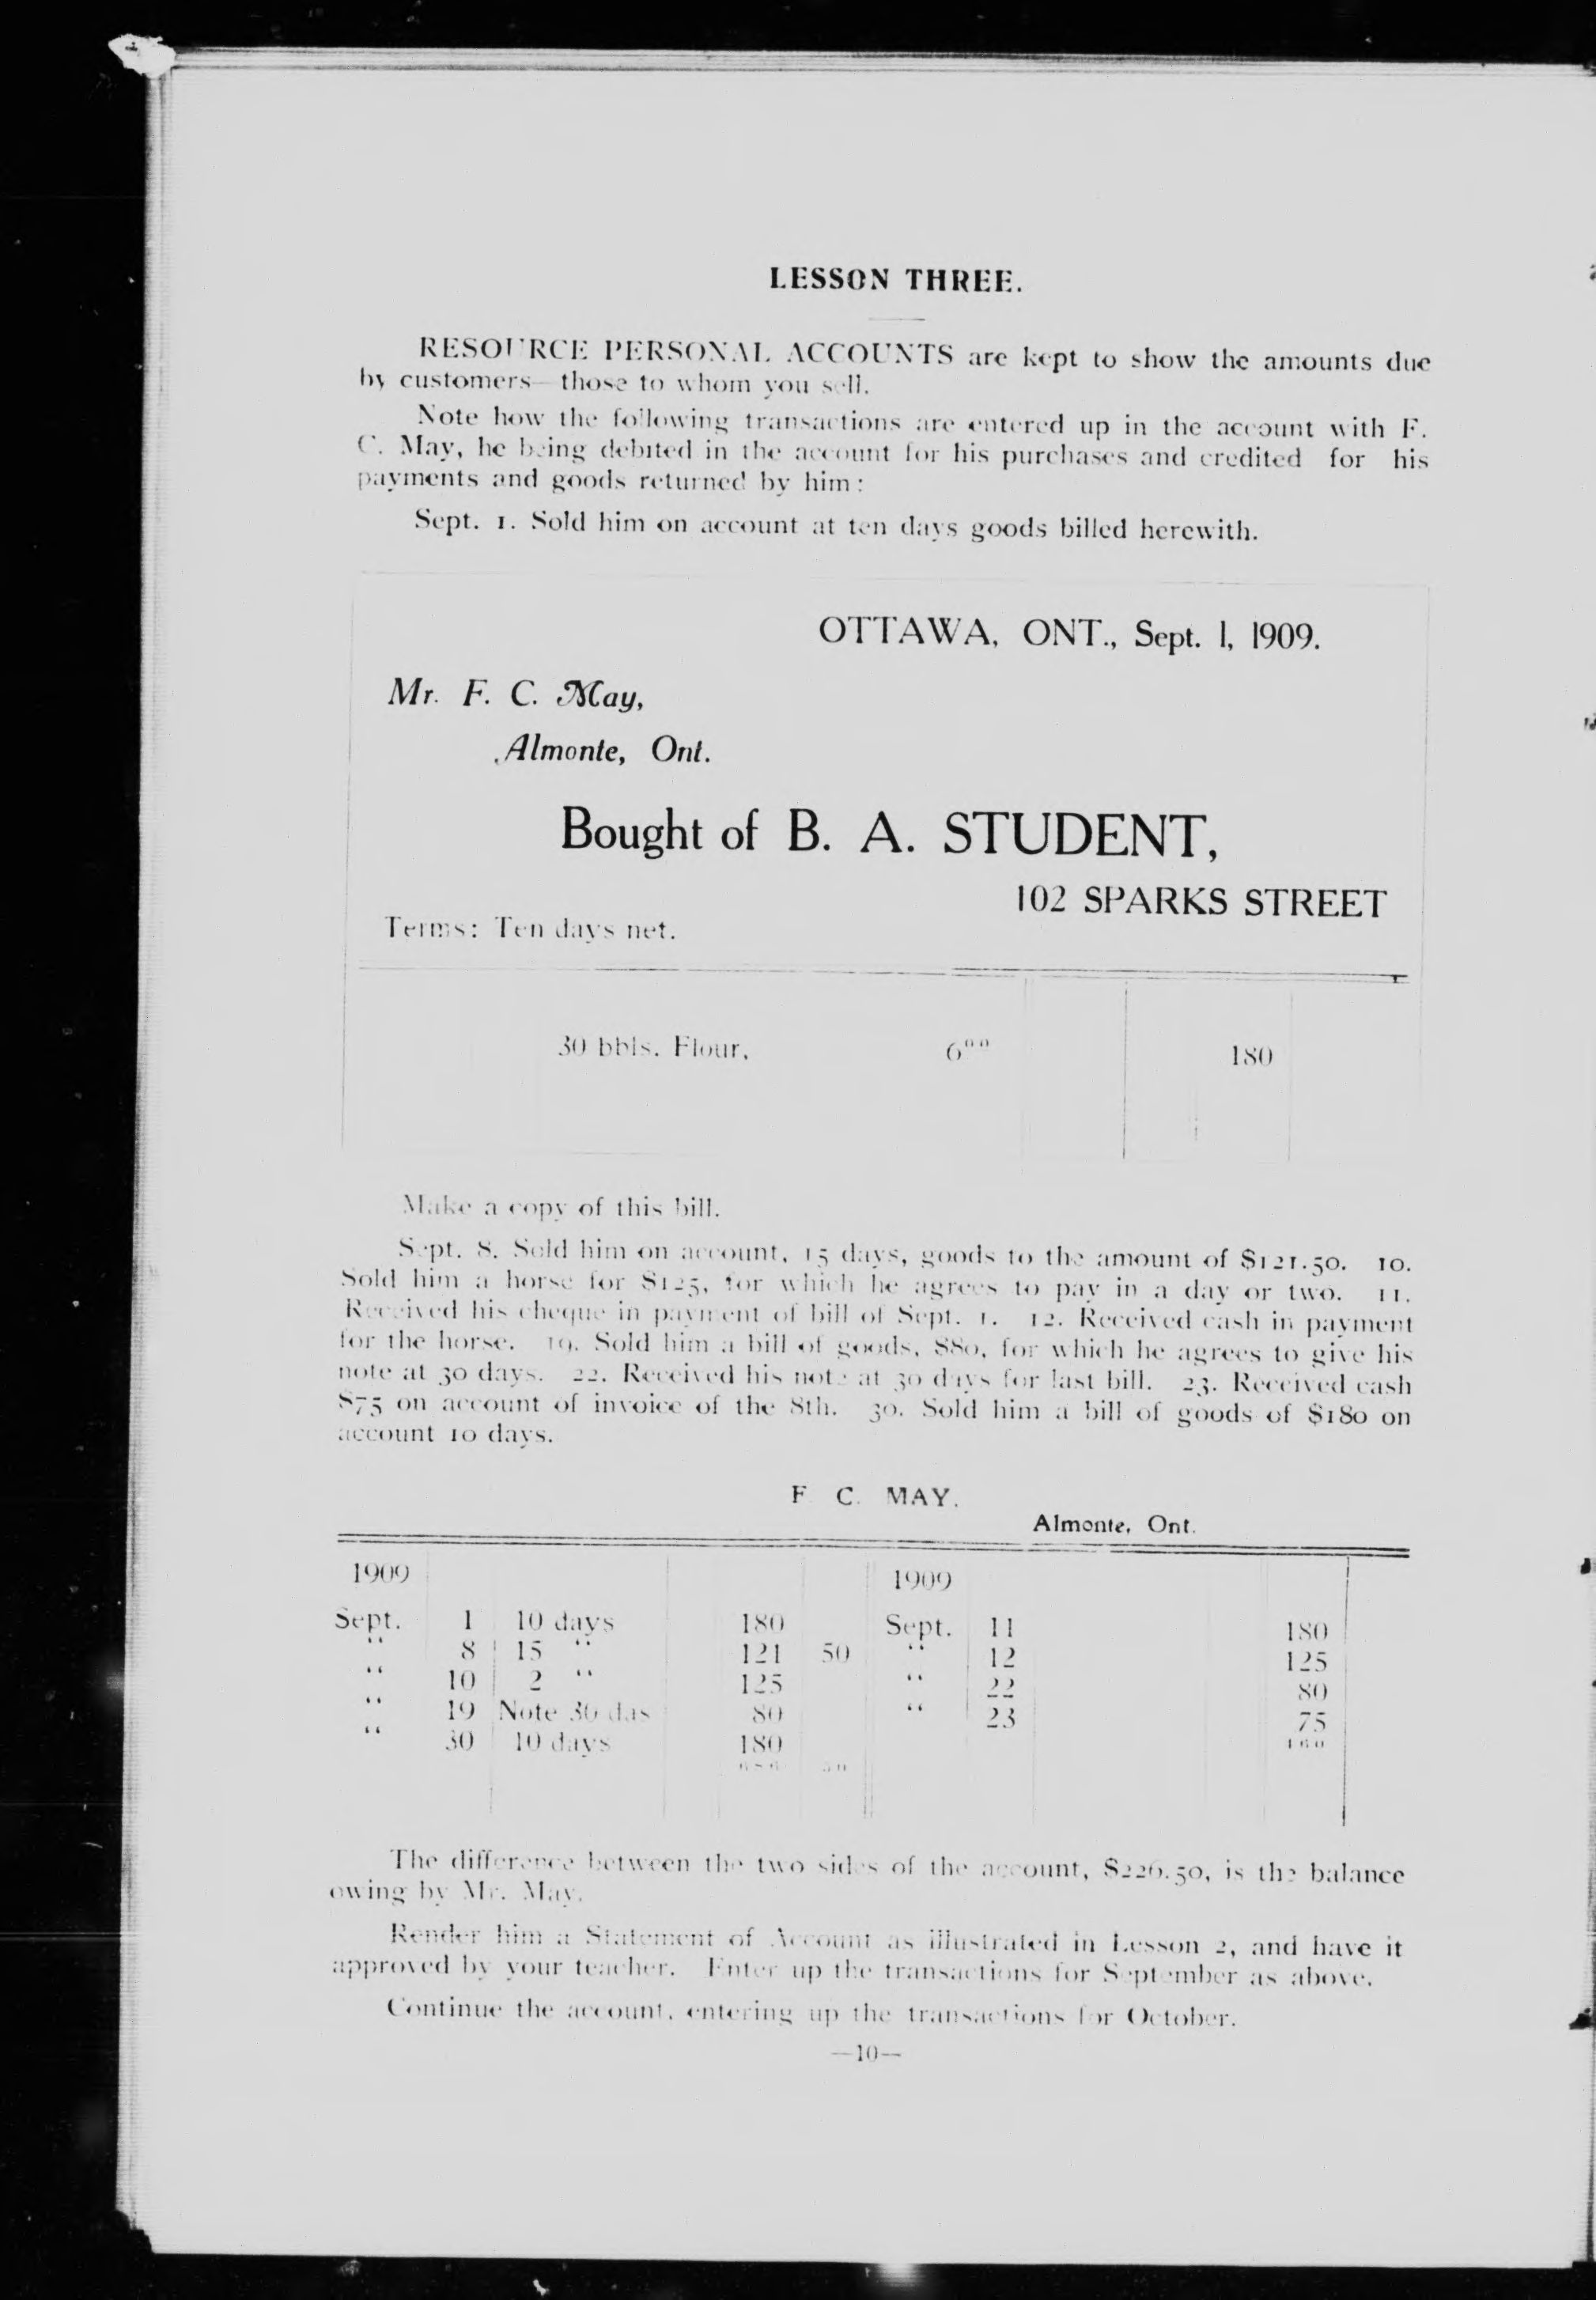 LESSON THREE.
RESOURCE PERSONAL ACCOUNTS are kept to show the amounts due
by customers—those to whom you sell.
Note how the following transactions are entered up in the account with F.
C. May, he being debited in the account for his purchases and credited for his
payments and goods returned by him:
Sept. 1. Sold him on account at ten days goods billed herewith.
OTTAWA, ONT., Sept. 1, 1909.
Mr. F. C. May,
Almonte, Ont.
Bought of B. A. STUDENT,
102 SPARKS STREET
Terms: Ten days net.
30 bbls. Flour, 6⁰⁰ 180
Make a copy of this bill.
Sept. 8. Sold him on account, 15 days, goods to the amount of $121.50. 10.
Sold him a horse for $125, for which he agrees to pay in a day or two. 11.
Received his cheque in payment of bill of Sept. 1. 12. Received cash in payment
for the horse. 19. Sold him a bill of goods, $80, for which he agrees to give his
note at 30 days. 22. Received his note at 30 days for last bill. 23. Received cash
$75 on account of invoice of the 8th. 30. Sold him a bill of goods of $180 on
account 10 days.
F. C. MAY.
Almonte, Ont.
1909 1909
Sept. 1 10 days 180 Sept. 11 180
“ 8 15 “ 121 50 “ 12 125
“ 10 2 “ 125 “ 22 80
“ 19 Note 30 das 80 “ 23 75
“ 30 10 days 180 460
686 50
The difference between the two sides of the account, $226.50, is the balance
owing by Mr. May.
Render him a Statement of Account as illustrated in Lesson 2, and have it
approved by your teacher. Enter up the transactions for September as above.
Continue the account, entering up the transactions for October.
—10—